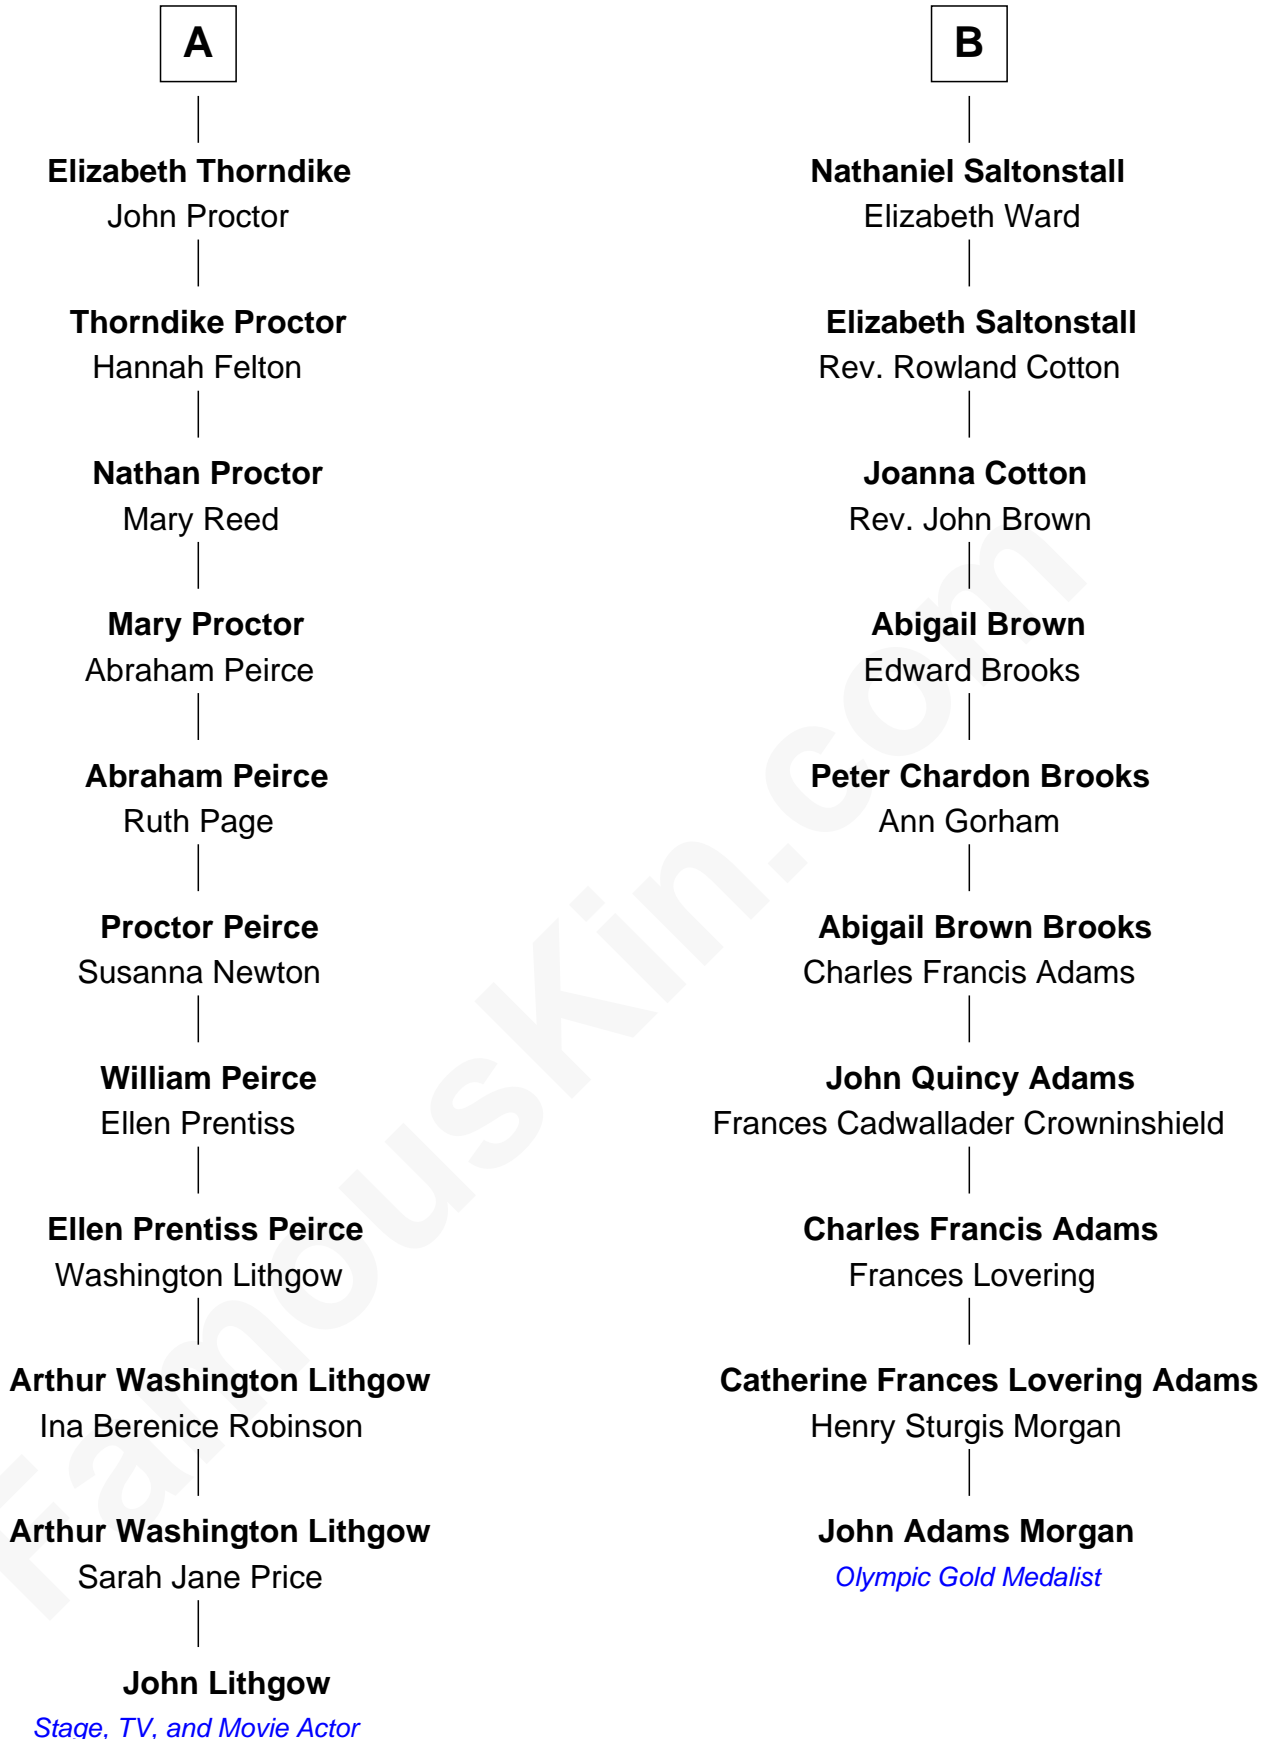 A
Elizabeth Thorndike
John Proctor
Thorndike Proctor
Hannah Felton
Nathan Proctor
Mary Reed
Mary Proctor
Abraham Peirce
Abraham Peirce
Ruth Page
Proctor Peirce
Susanna Newton
William Peirce
Ellen Prentiss
Ellen Prentiss Peirce
Washington Lithgow
Arthur Washington Lithgow
Ina Berenice Robinson
Arthur Washington Lithgow
Sarah Jane Price
John Lithgow
Stage, TV, and Movie Actor
B
Nathaniel Saltonstall
Elizabeth Ward
Elizabeth Saltonstall
Rev. Rowland Cotton
Joanna Cotton
Rev. John Brown
Abigail Brown
Edward Brooks
Peter Chardon Brooks
Ann Gorham
Abigail Brown Brooks
Charles Francis Adams
John Quincy Adams
Frances Cadwallader Crowninshield
Charles Francis Adams
Frances Lovering
Catherine Frances Lovering Adams
Henry Sturgis Morgan
John Adams Morgan
Olympic Gold Medalist
FamousKin.com